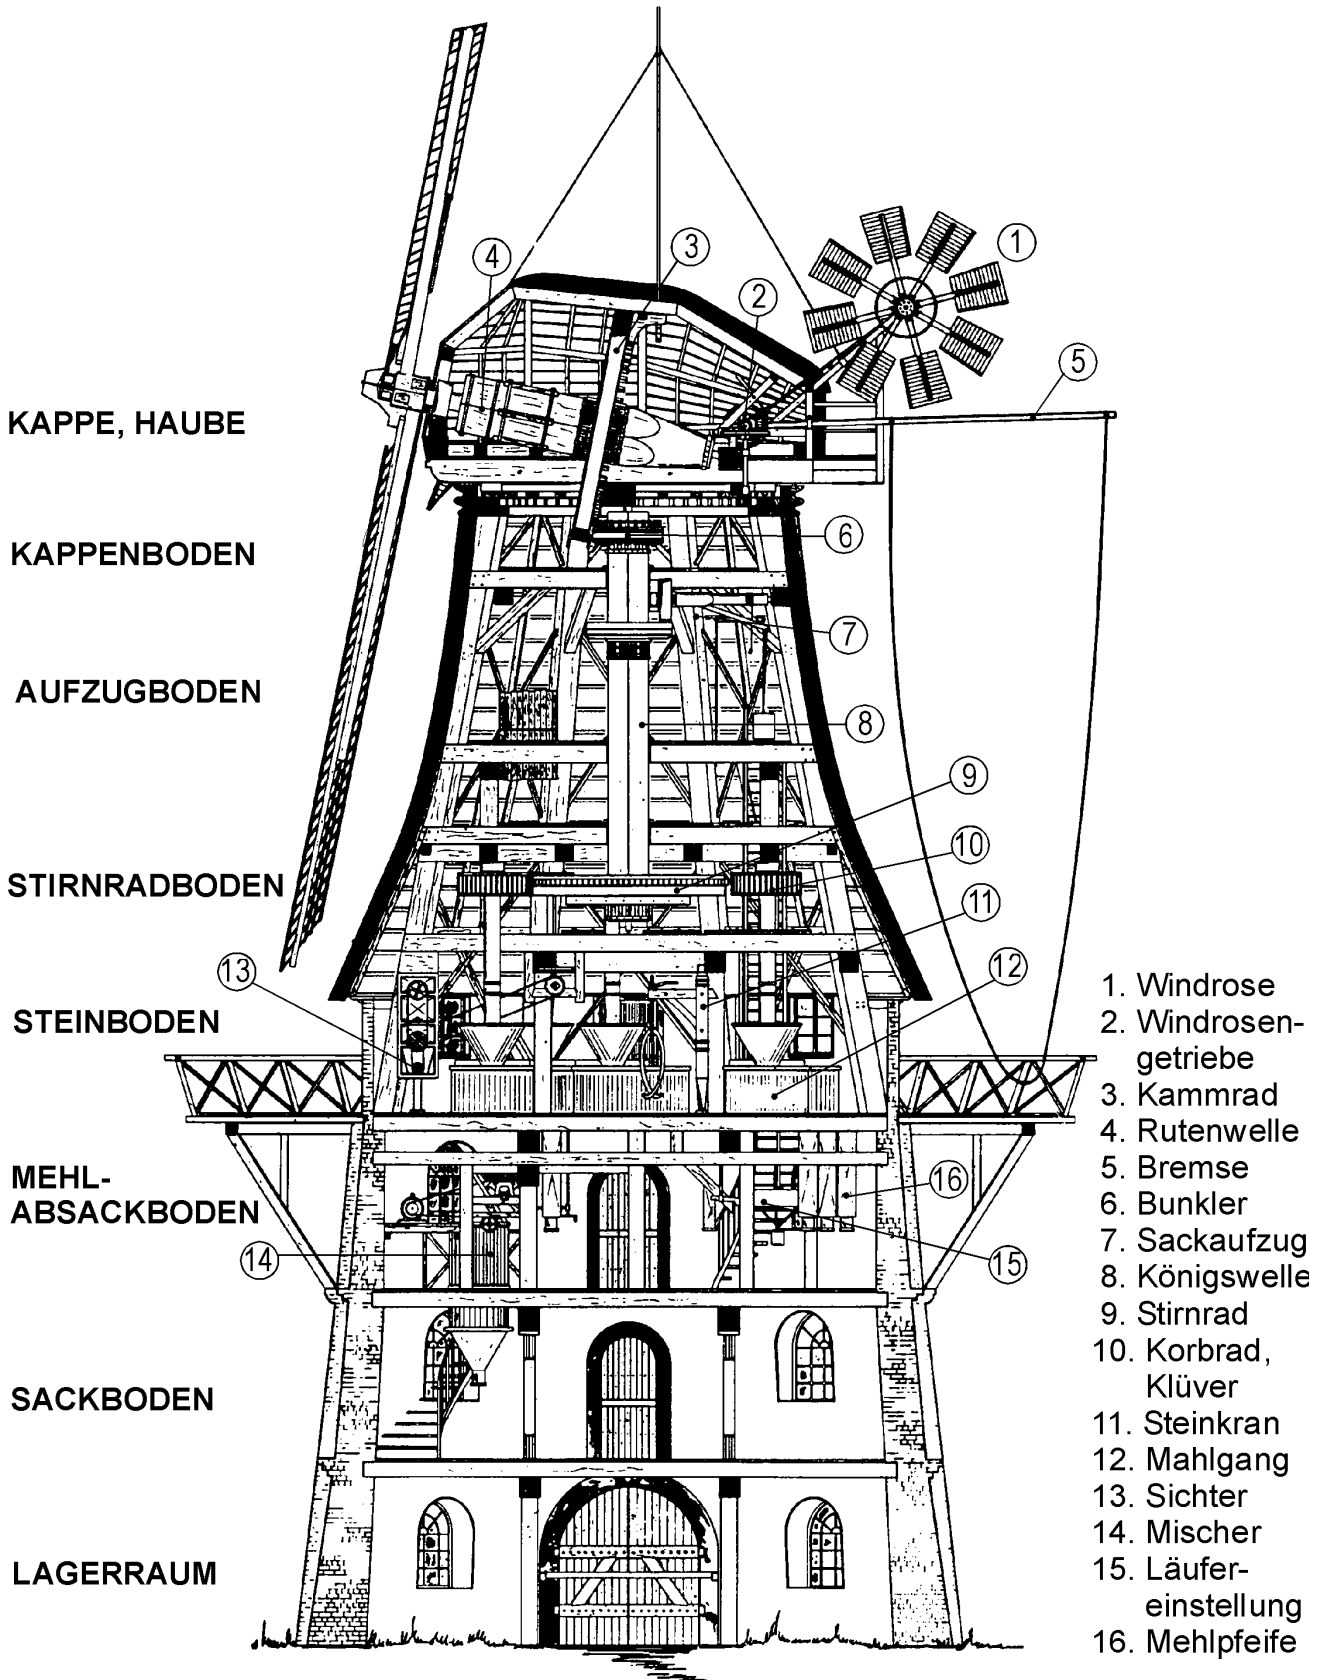 1
3
4
2
5
KAPPE, HAUBE
6
KAPPENBODEN
7
AUFZUGBODEN
8
9
10
STIRNRADBODEN
11
12
13
STEINBODEN
MEHL-
ABSACKBODEN
16
14
15
SACKBODEN
LAGERRAUM
1. Windrose
2. Windrosen-
getriebe
3. Kammrad
4. Rutenwelle
5. Bremse
6. Bunkler
7. Sackaufzug
8. Königswelle
9. Stirnrad
10. Korbrad,
Klüver
11. Steinkran
12. Mahlgang
13. Sichter
14. Mischer
15. Läufer-
einstellung
16. Mehlpfeife